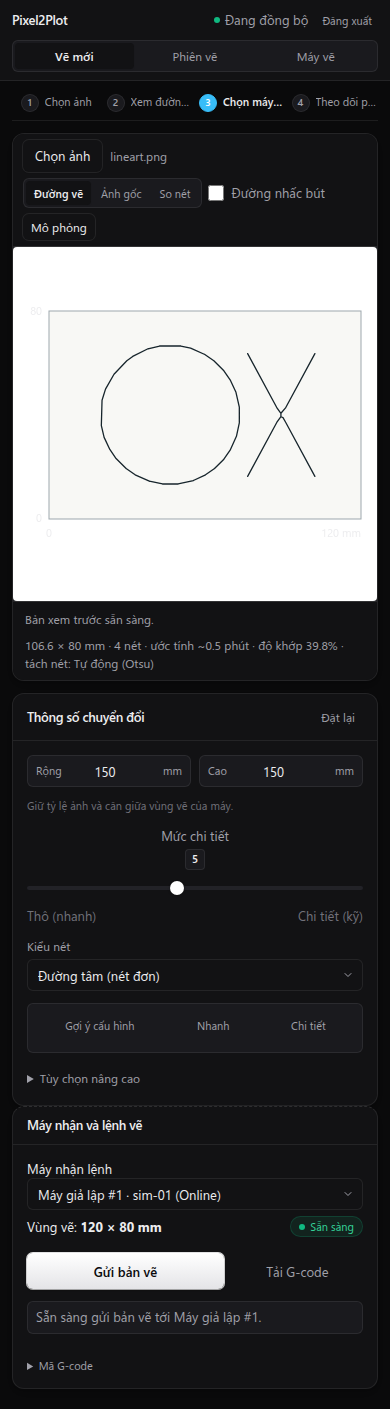 Pixel2Plot
Đang đồng bộ
Đăng xuất
Vẽ mới
Phiên vẽ
Máy vẽ
1 Chọn ảnh
2 Xem đườn...
3 Chọn máy...
4 Theo dõi p...
Chọn ảnh
lineart.png
Đường vẽ
Ảnh gốc
So nét
Đường nhấc bút
Mô phỏng
80
0
0
120 mm
Bản xem trước sẵn sàng.
106.6 × 80 mm · 4 nét · ước tính ~0.5 phút · độ khớp 39.8% ·
tách nét: Tự động (Otsu)
Thông số chuyển đổi
Đặt lại
Rộng 150 mm
Cao 150 mm
Giữ tỷ lệ ảnh và căn giữa vùng vẽ của máy.
Mức chi tiết
5
Thô (nhanh)
Chi tiết (kỹ)
Kiểu nét
Đường tâm (nét đơn)
Gợi ý cấu hình
Nhanh
Chi tiết
Tùy chọn nâng cao
Máy nhận và lệnh vẽ
Máy nhận lệnh
Máy giả lập #1 · sim-01 (Online)
Vùng vẽ: 120 × 80 mm
Sẵn sàng
Gửi bản vẽ
Tải G-code
Sẵn sàng gửi bản vẽ tới Máy giả lập #1.
Mã G-code